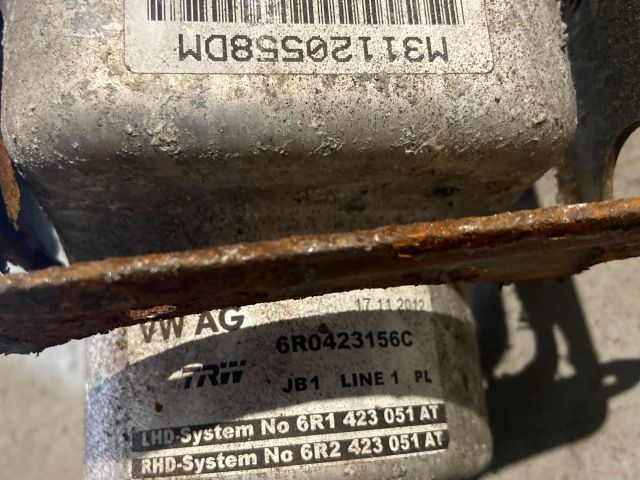 M31120558DM
VW AG 17.11.2012
6R0423156C
TRW JB1 LINE 1 PL
LHD-System No 6R1 423 051 AT
RHD-System No 6R2 423 051 AT